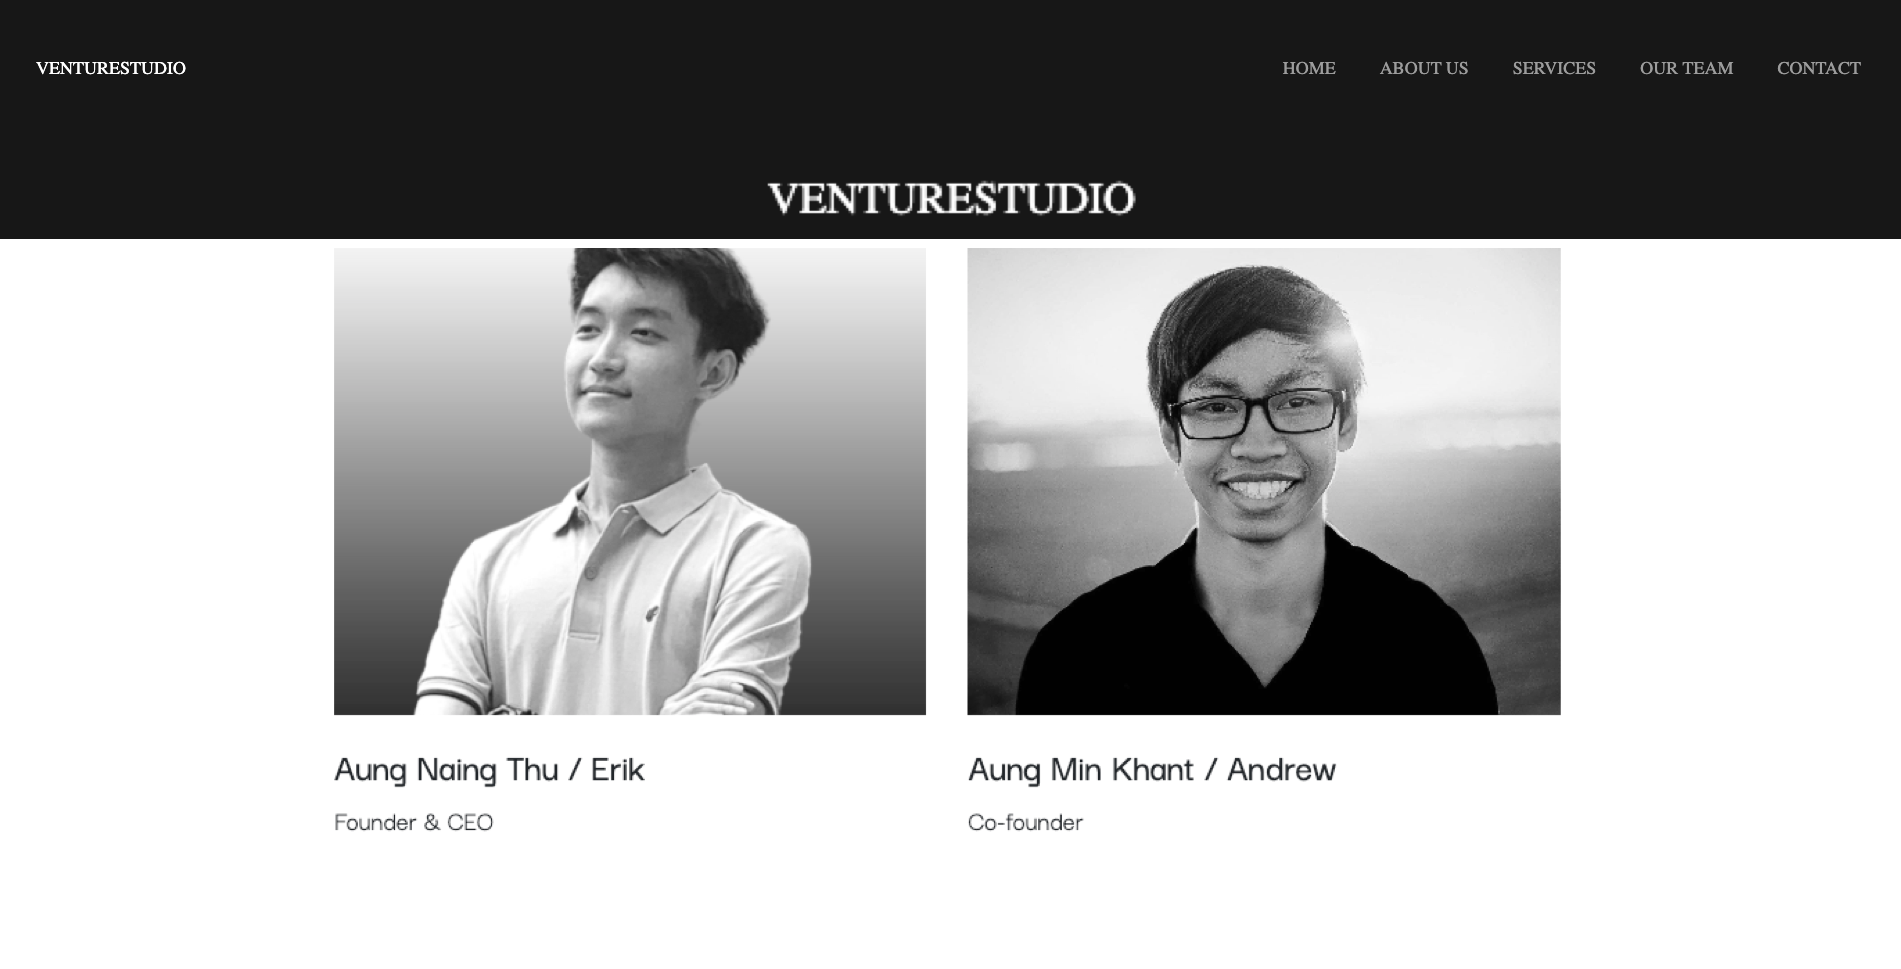 VENTURESTUDIO
HOME ABOUT US SERVICES OUR TEAM CONTACT
VENTURESTUDIO
Aung Naing Thu / Erik
Founder & CEO
Aung Min Khant / Andrew
Co-founder